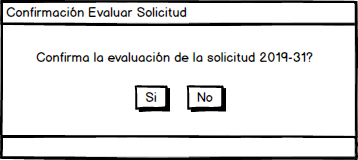 Confirmación Evaluar Solicitud
Confirma la evaluación de la solicitud 2019-31?
Si No